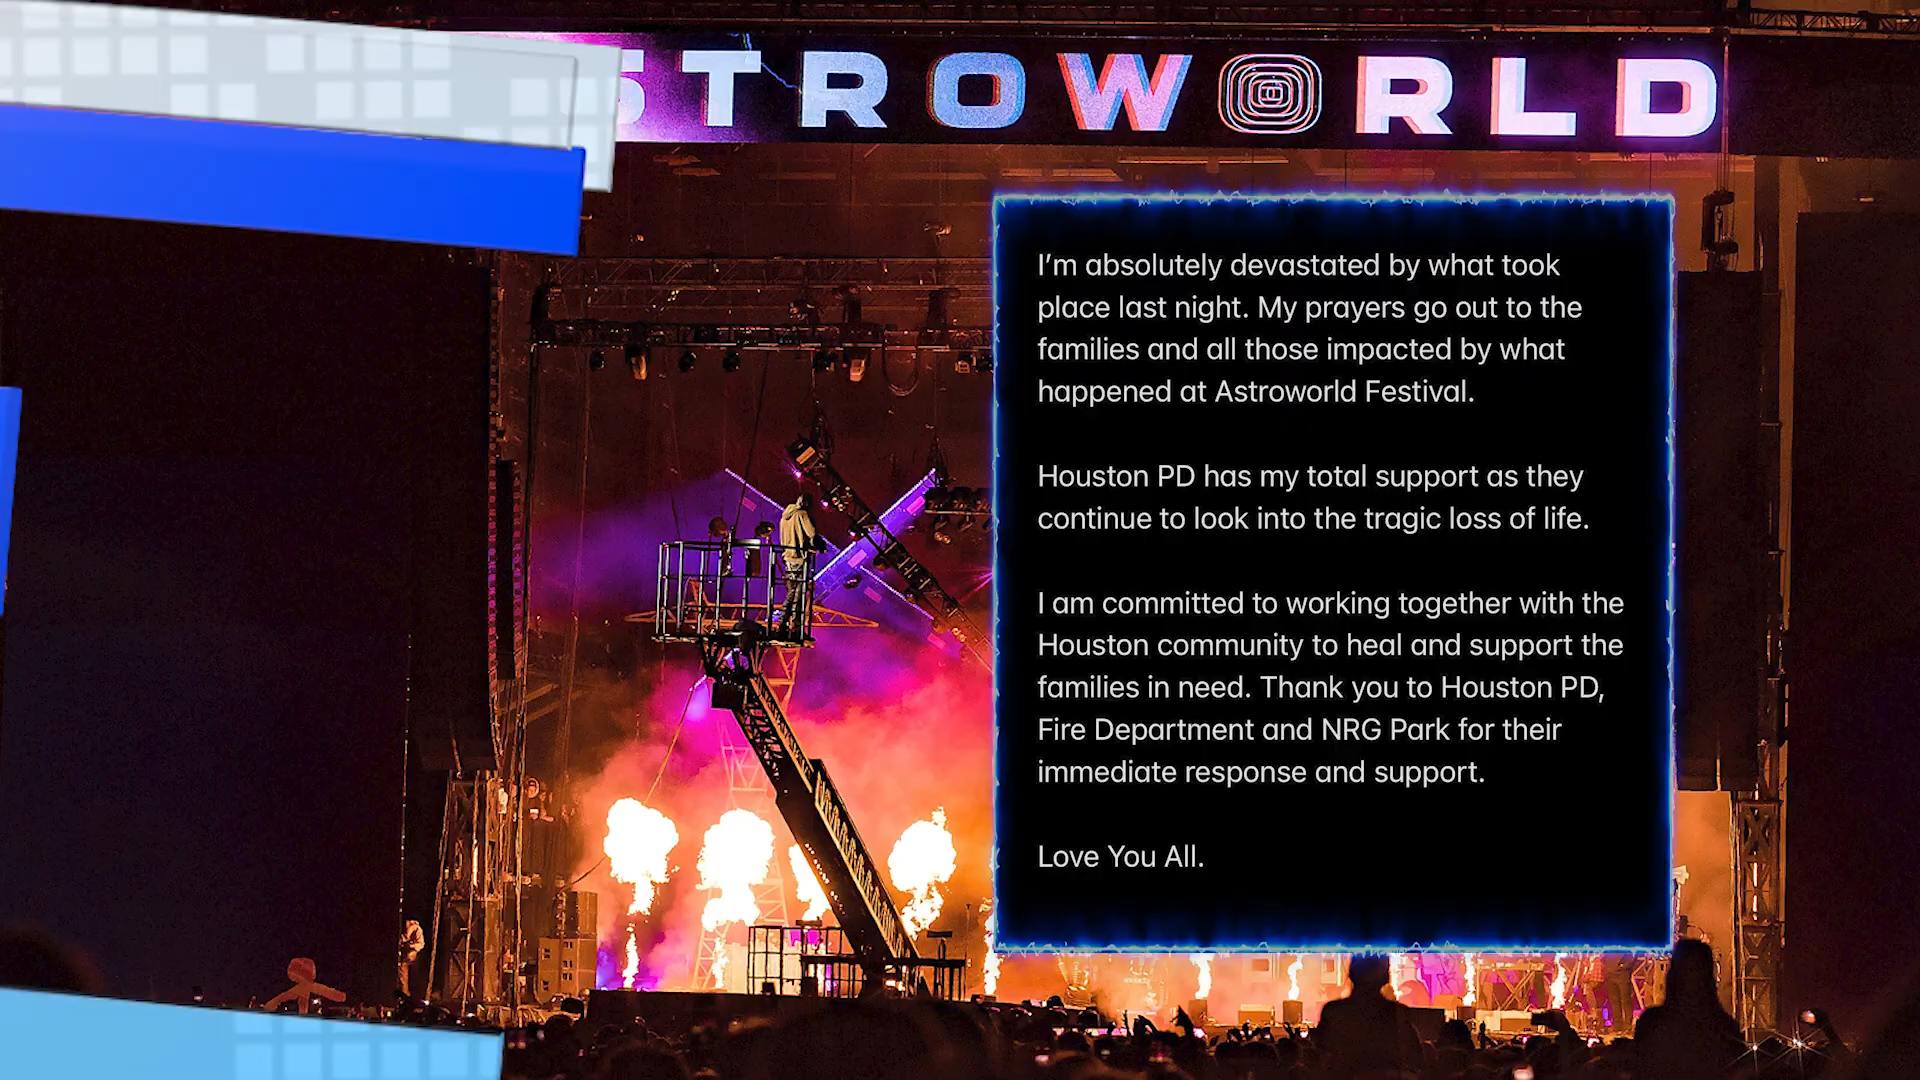 STROWORLD
I'm absolutely devastated by what took
place last night. My prayers go out to the
families and all those impacted by what
happened at Astroworld Festival.
Houston PD has my total support as they
continue to look into the tragic loss of life.
I am committed to working together with the
Houston community to heal and support the
families in need. Thank you to Houston PD,
Fire Department and NRG Park for their
immediate response and support.
Love You All.